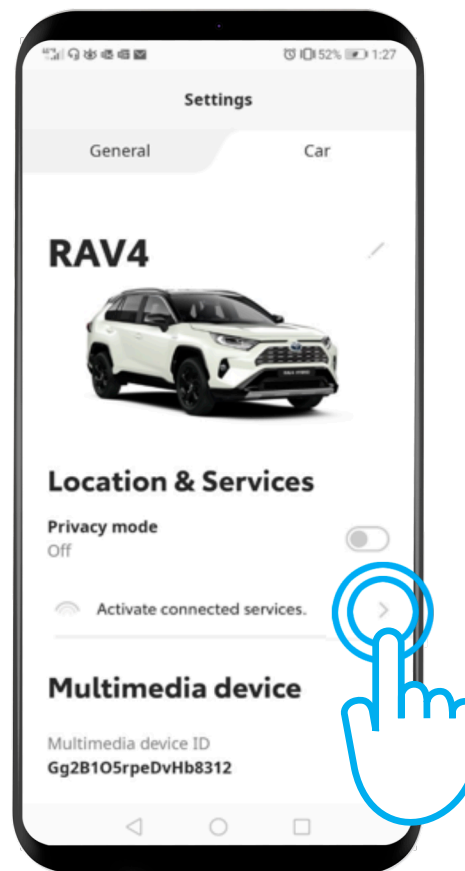 52% 1:27
Settings
General Car
RAV4
Location & Services
Privacy mode
Off
Activate connected services.
Multimedia device
Multimedia device ID
Gg2B1O5rpeDvHb8312